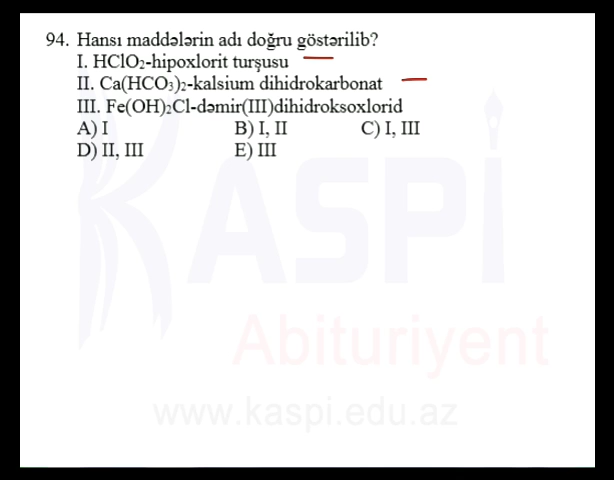 94. Hansı maddələrin adı doğru göstərilib?
I. HClO₂-hipoxlorit turşusu
II. Ca(HCO₃)₂-kalsium dihidrokarbonat
III. Fe(OH)₂Cl-dəmir(III)dihidroksoxlorid
A) I B) I, II C) I, III
D) II, III E) III
KASPİ
Abituriyent
www.kaspi.edu.az